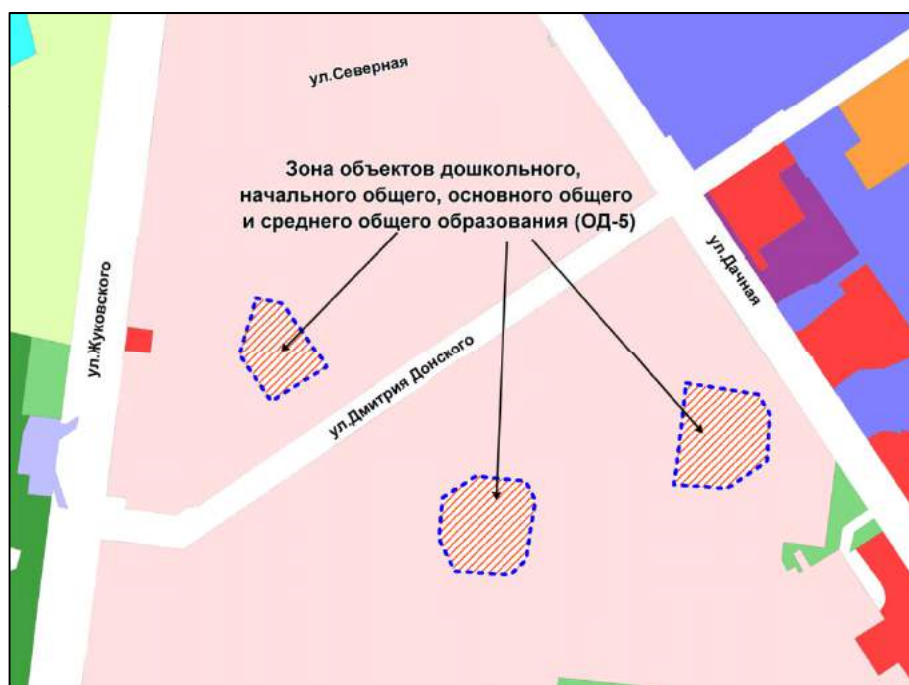 ул.Северная
Зона объектов дошкольного,
начального общего, основного общего
и среднего общего образования (ОД-5)
ул.Дачная
ул.Жуковского
ул.Дмитрия Донского